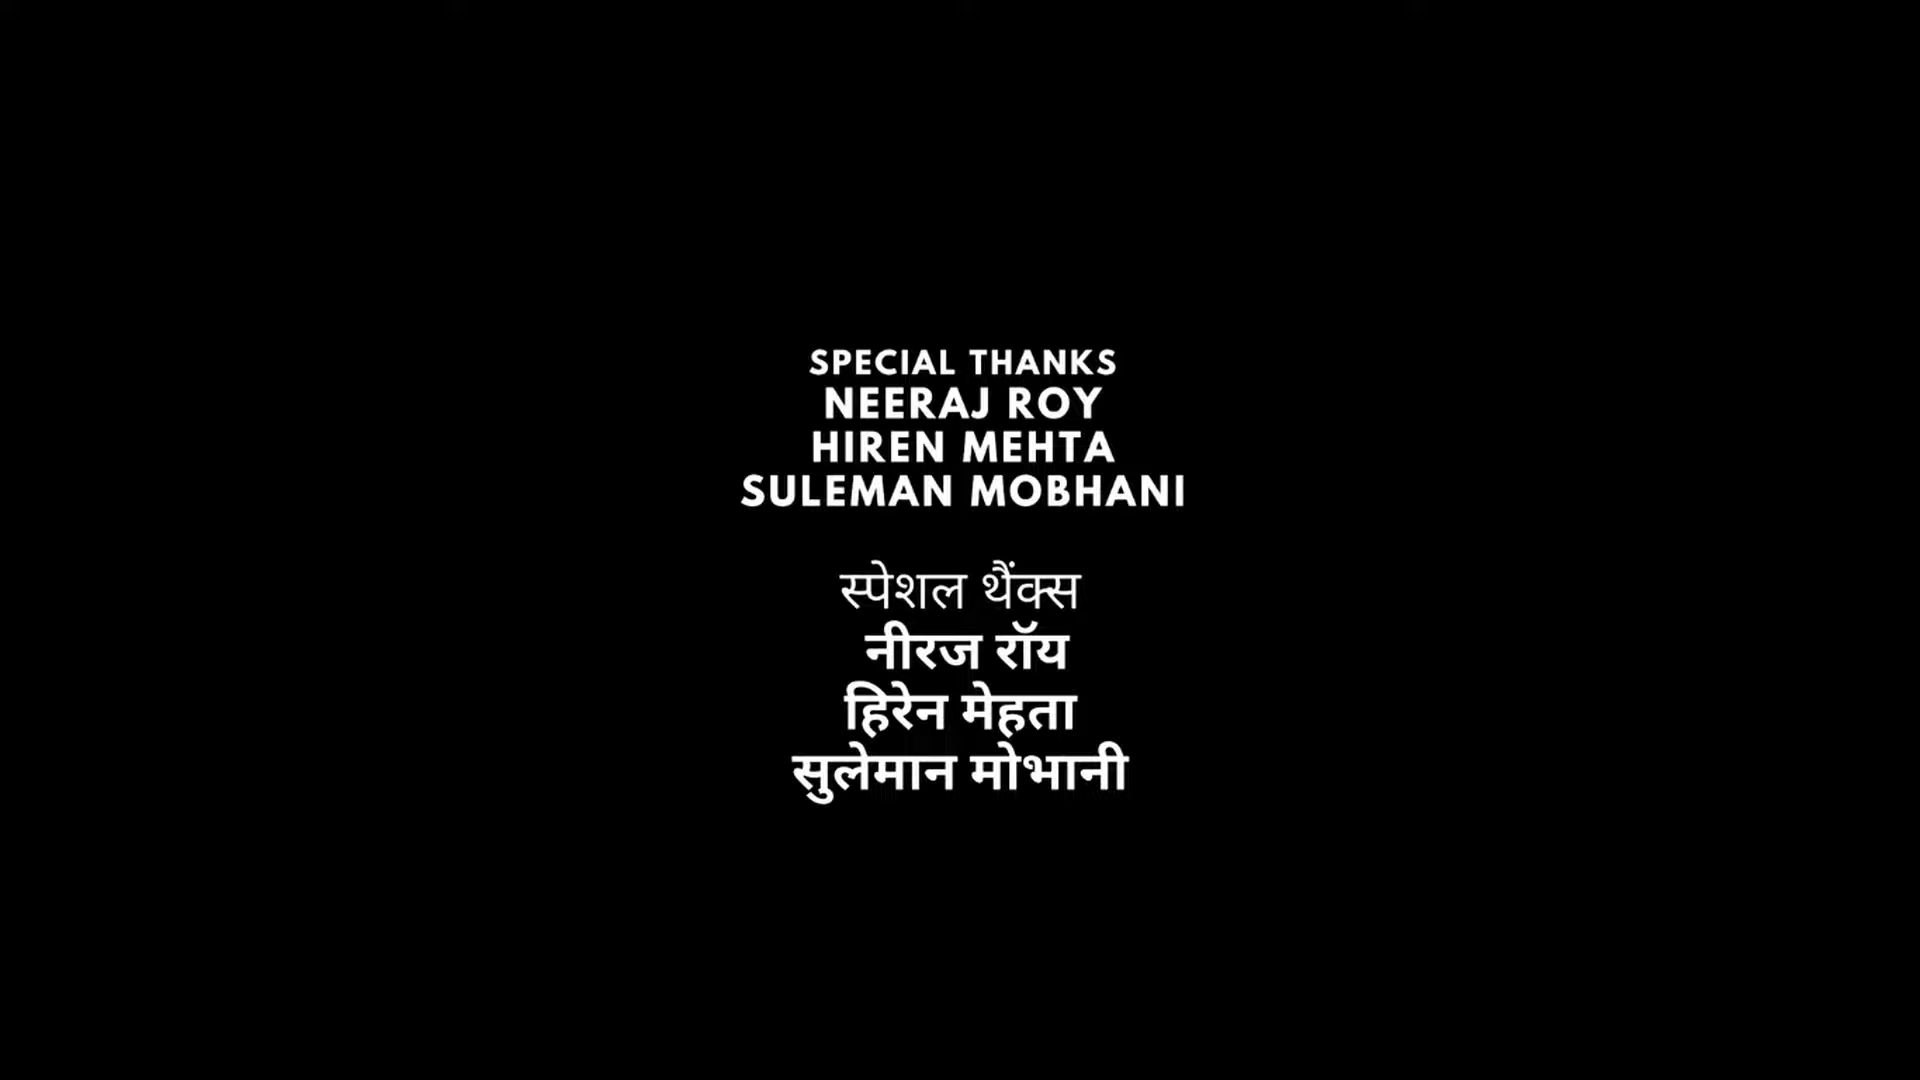 SPECIAL THANKS
NEERAJ ROY
HIREN MEHTA
SULEMAN MOBHANI
स्पेशल थैंक्स
नीरज रॉय
हिरेन मेहता
सुलेमान मोभानी